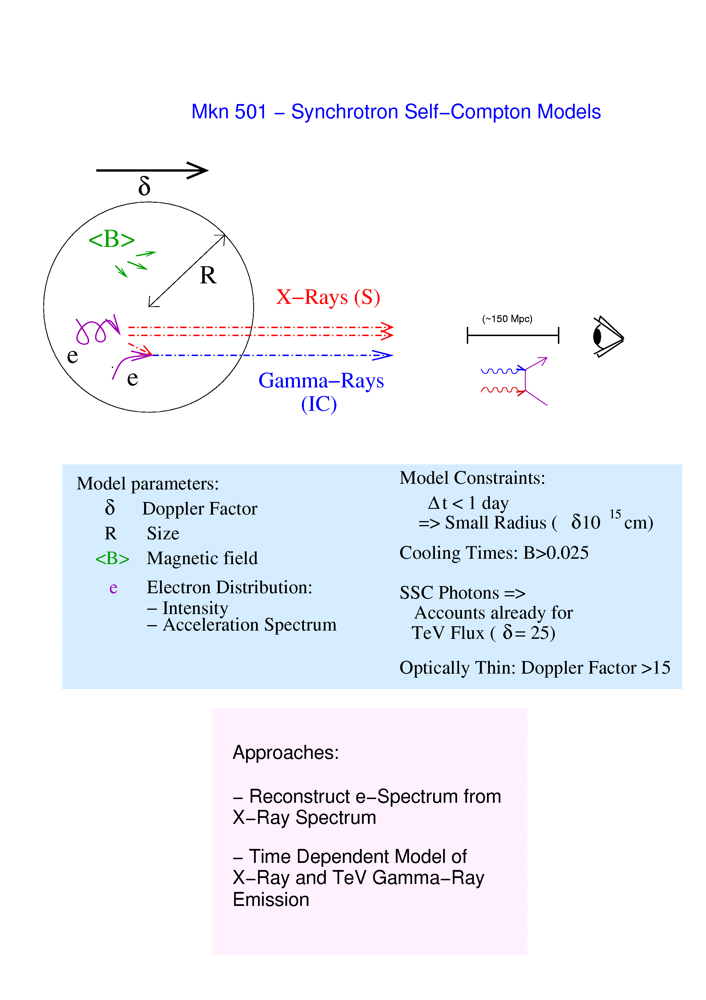 Mkn 501 – Synchrotron Self–Compton Models
δ
<B>
R
X–Rays (S)
(~150 Mpc)
e
e
Gamma–Rays
(IC)
Model parameters:
δ Doppler Factor
R Size
<B> Magnetic field
e Electron Distribution:
– Intensity
– Acceleration Spectrum
Model Constraints:
Δt < 1 day
=> Small Radius ( δ10 15 cm)
Cooling Times: B>0.025
SSC Photons =>
Accounts already for
TeV Flux ( δ = 25)
Optically Thin: Doppler Factor >15
Approaches:
– Reconstruct e–Spectrum from
X–Ray Spectrum
– Time Dependent Model of
X–Ray and TeV Gamma–Ray
Emission